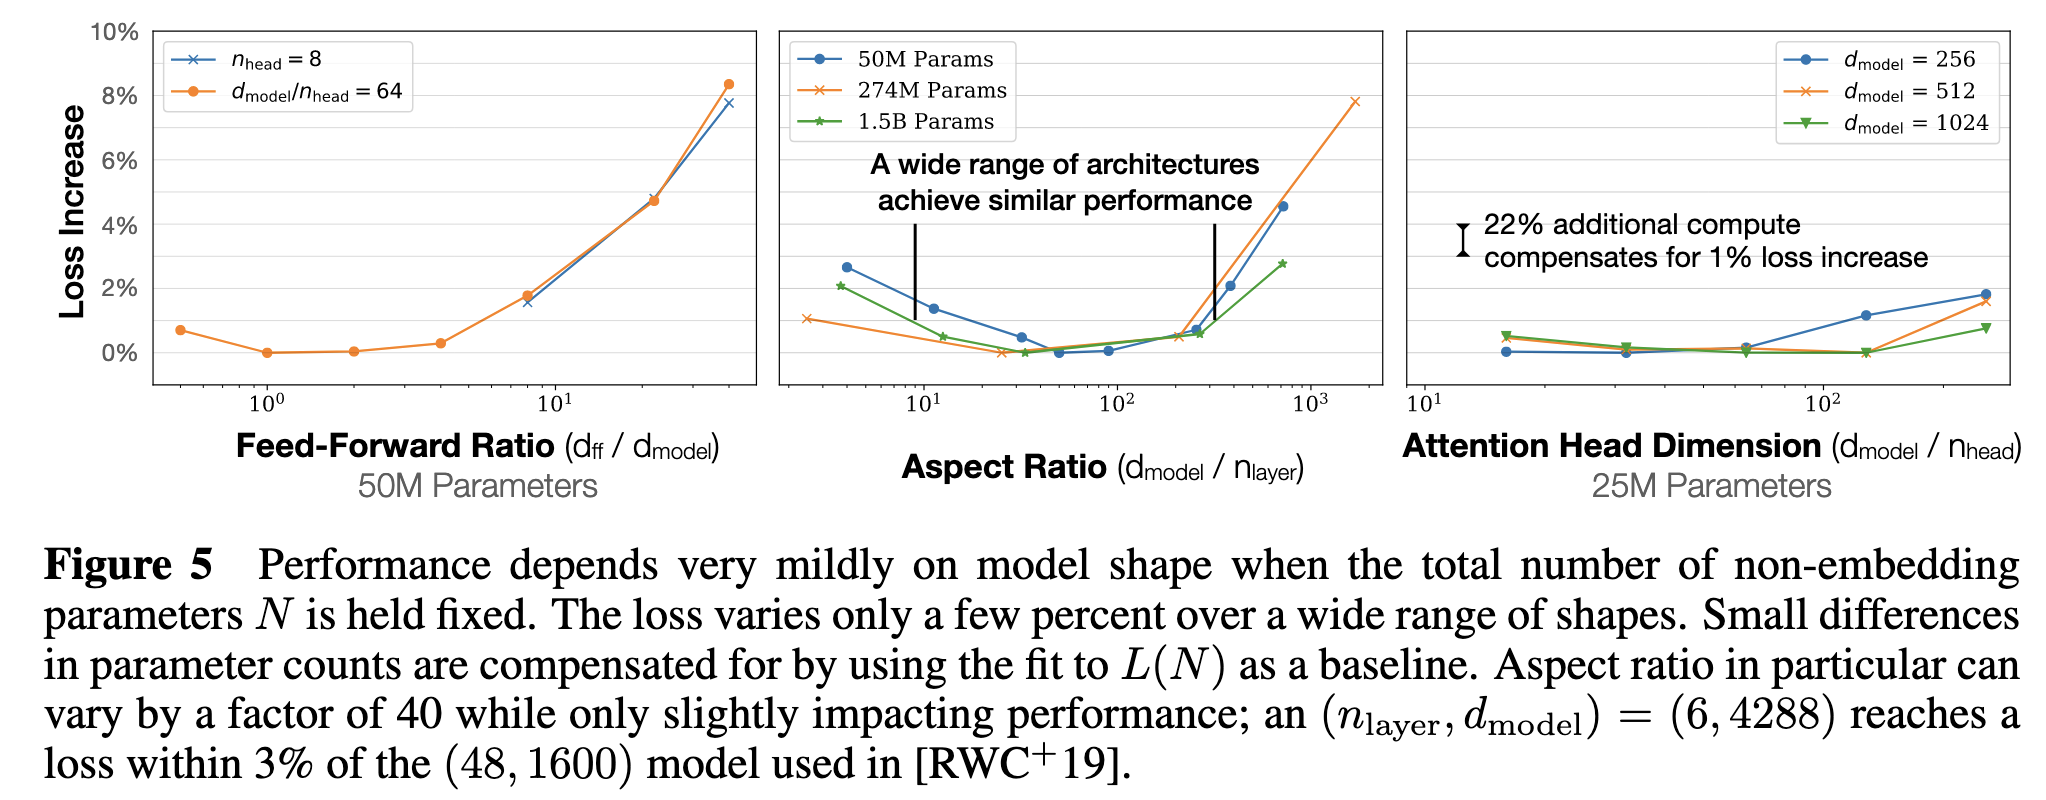 10%
8%
6%
4%
2%
0%
Loss Increase
n_head = 8
d_model/n_head = 64
10^0
10^1
Feed-Forward Ratio (d_ff / d_model)
50M Parameters
50M Params
274M Params
1.5B Params
A wide range of architectures
achieve similar performance
10^1
10^2
10^3
Aspect Ratio (d_model / n_layer)
d_model = 256
d_model = 512
d_model = 1024
22% additional compute
compensates for 1% loss increase
10^1
10^2
Attention Head Dimension (d_model / n_head)
25M Parameters
Figure 5 Performance depends very mildly on model shape when the total number of non-embedding
parameters N is held fixed. The loss varies only a few percent over a wide range of shapes. Small differences
in parameter counts are compensated for by using the fit to L(N) as a baseline. Aspect ratio in particular can
vary by a factor of 40 while only slightly impacting performance; an (n_layer, d_model) = (6, 4288) reaches a
loss within 3% of the (48, 1600) model used in [RWC+19].